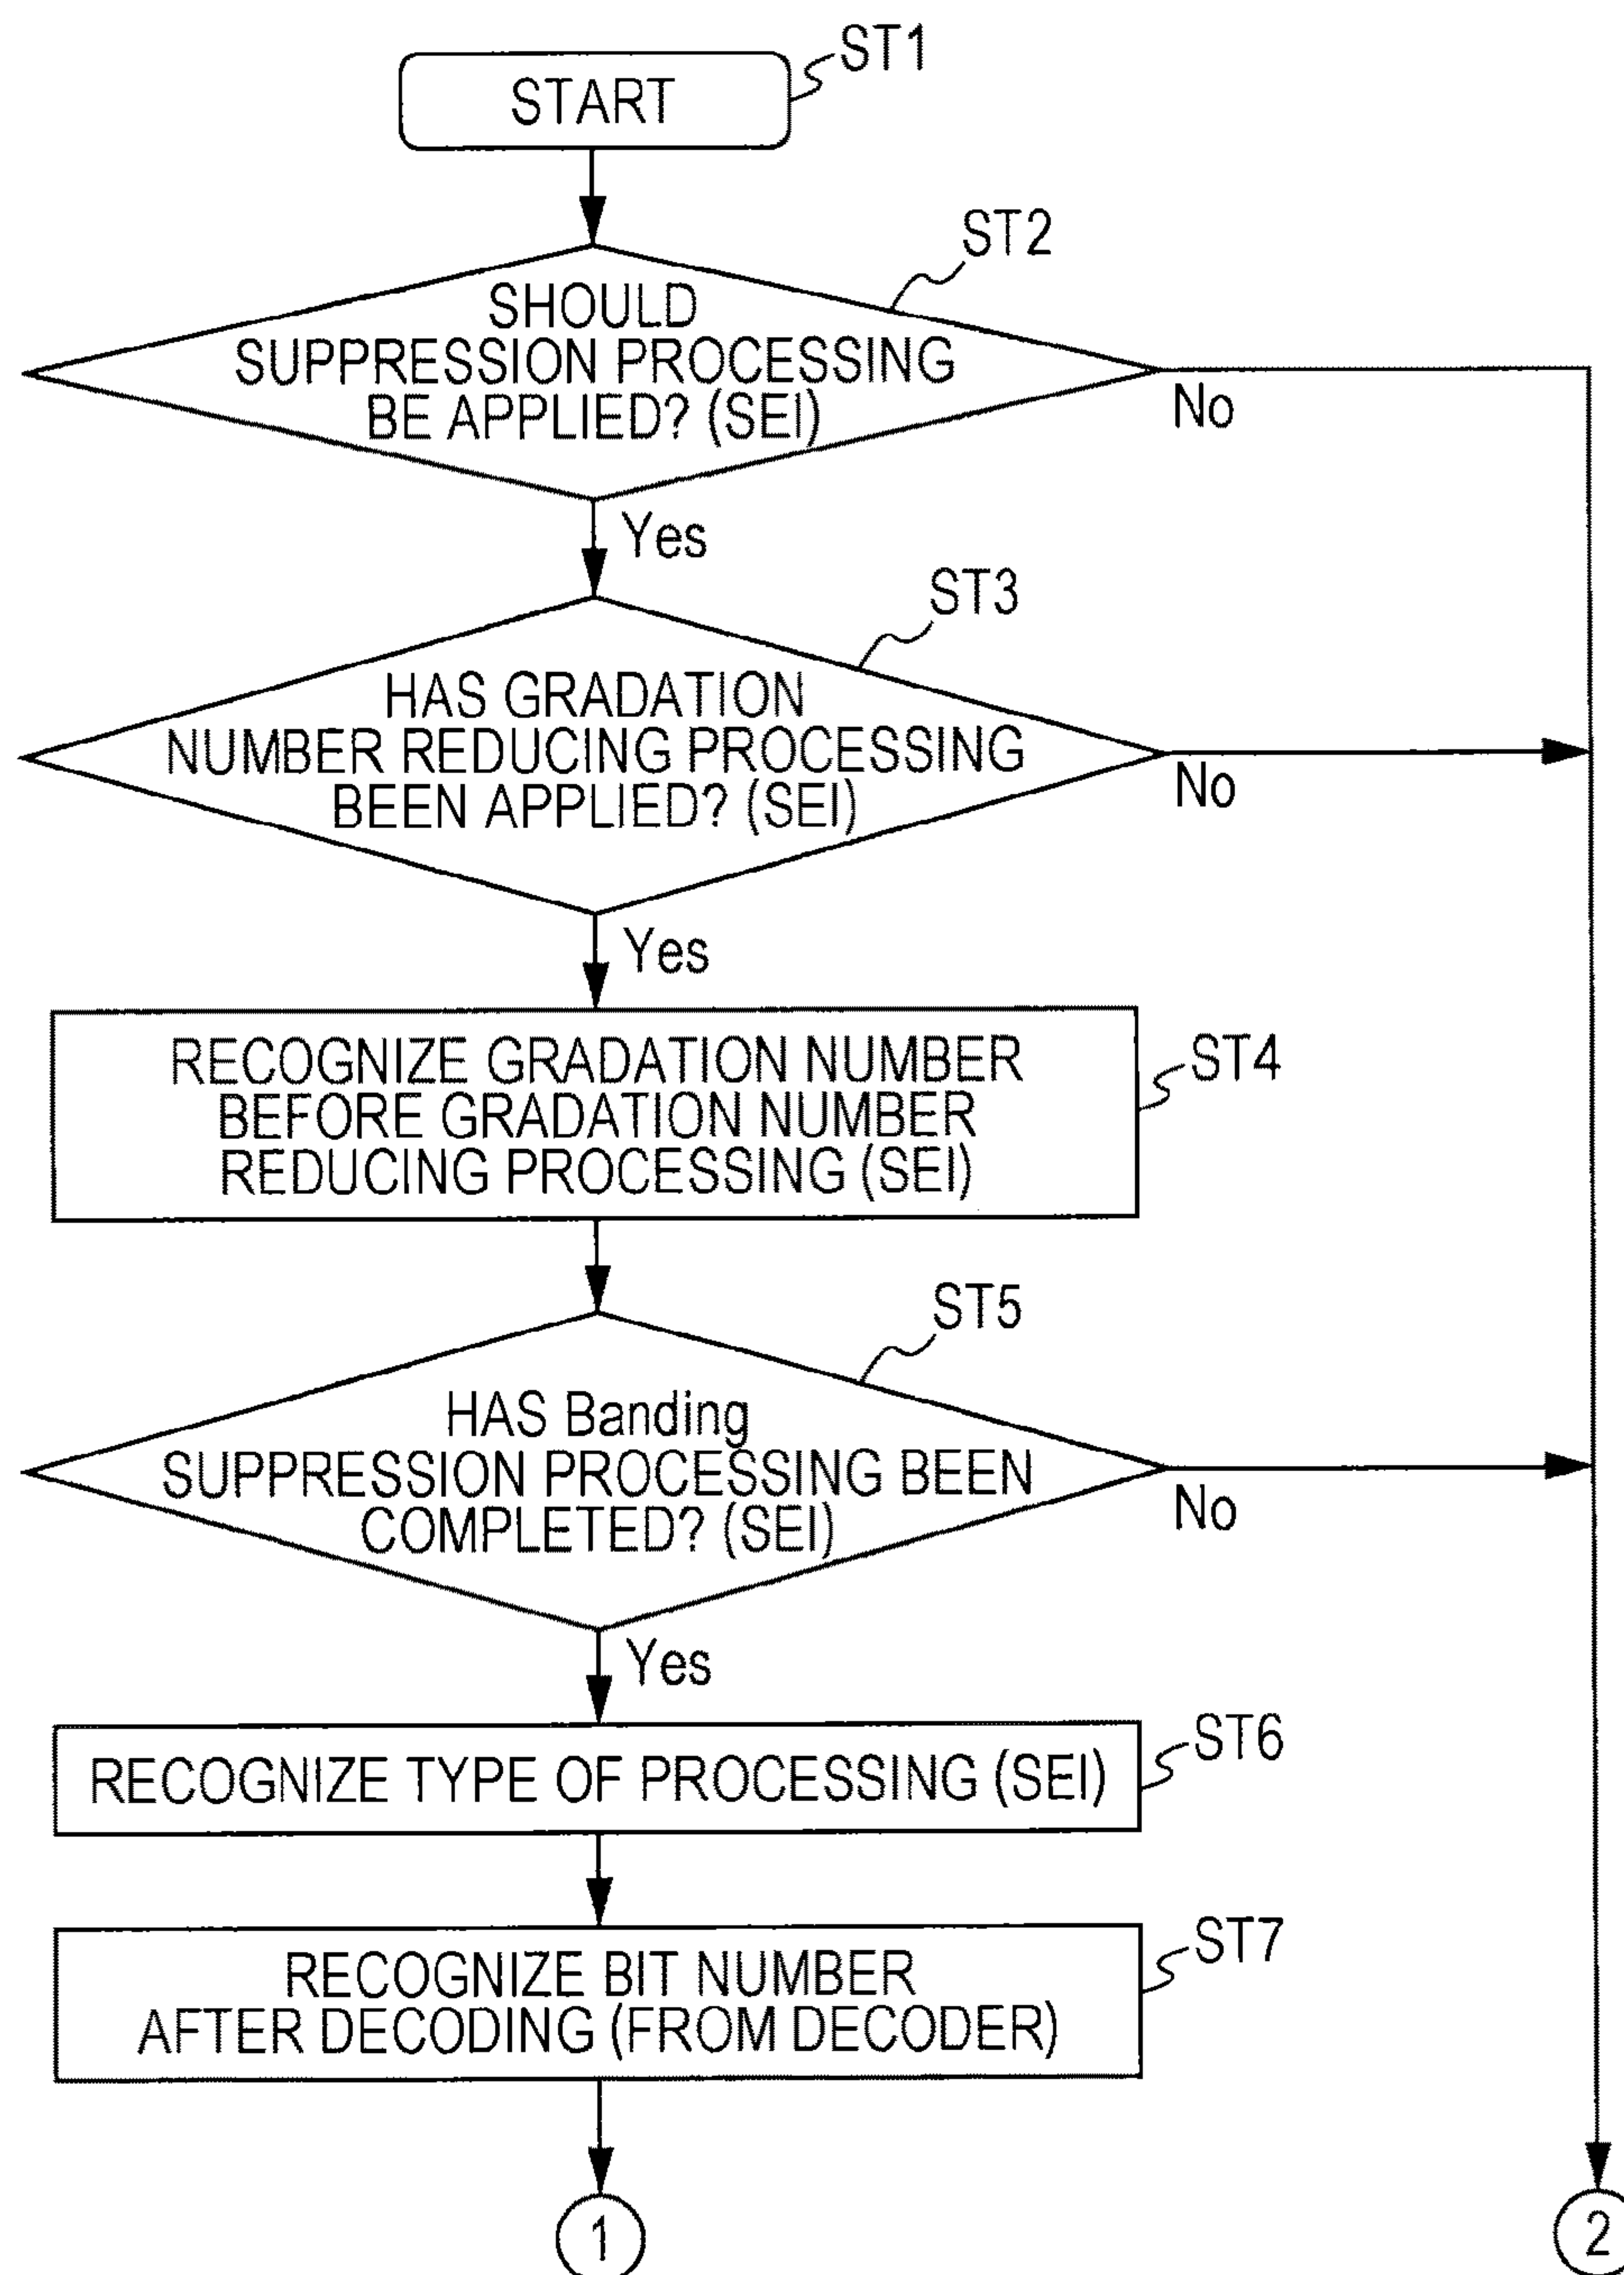 START
ST1
SHOULD
SUPPRESSION PROCESSING
BE APPLIED? (SEI)
ST2
No
Yes
HAS GRADATION
NUMBER REDUCING PROCESSING
BEEN APPLIED? (SEI)
ST3
No
Yes
RECOGNIZE GRADATION NUMBER
BEFORE GRADATION NUMBER
REDUCING PROCESSING (SEI)
ST4
HAS Banding
SUPPRESSION PROCESSING BEEN
COMPLETED? (SEI)
ST5
No
Yes
RECOGNIZE TYPE OF PROCESSING (SEI)
ST6
RECOGNIZE BIT NUMBER
AFTER DECODING (FROM DECODER)
ST7
1
2